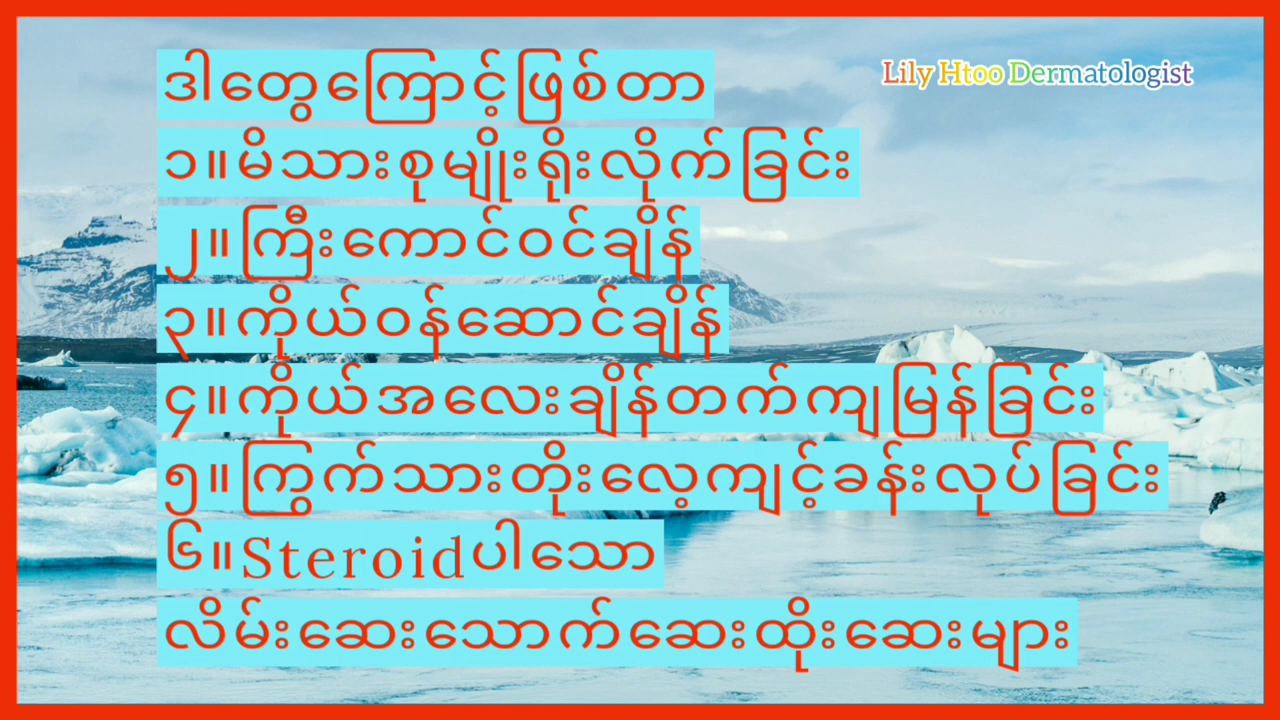 Lily Htoo Dermatologist
ဒါတွေကြောင့်ဖြစ်တာ
၁။မိသားစုမျိုးရိုးလိုက်ခြင်း
၂။ကြီးကောင်ဝင်ချိန်
၃။ကိုယ်ဝန်ဆောင်ချိန်
၄။ကိုယ်အလေးချိန်တက်ကျမြန်ခြင်း
၅။ကြွက်သားတိုးလေ့ကျင့်ခန်းလုပ်ခြင်း
၆။Steroidပါသော
လိမ်းဆေးသောက်ဆေးထိုးဆေးများ